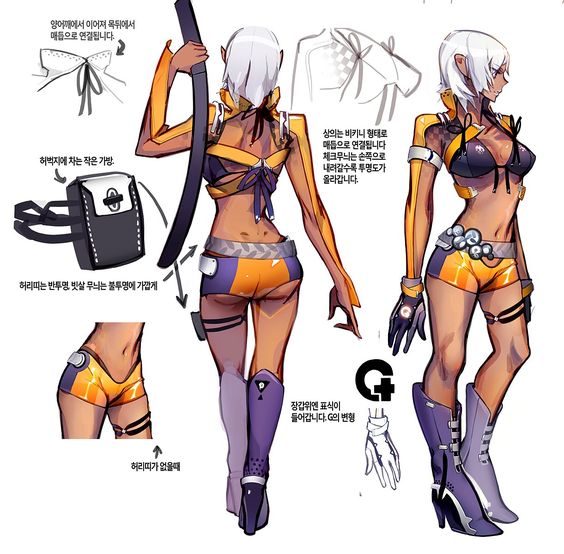 양어깨에서 이어져 목뒤에서
매듭으로 연결됩니다.
상의는 비키니 형태로
매듭으로 연결됩니다
체크무늬는 손쪽으로
내려갈수록 투명도가
올라갑니다.
허벅지에 차는 작은 가방.
허리띠는 반투명, 빗살 무늬는 불투명에 가깝게
장갑위엔 표식이
들어갑니다. G의 변형
허리띠가 없을때